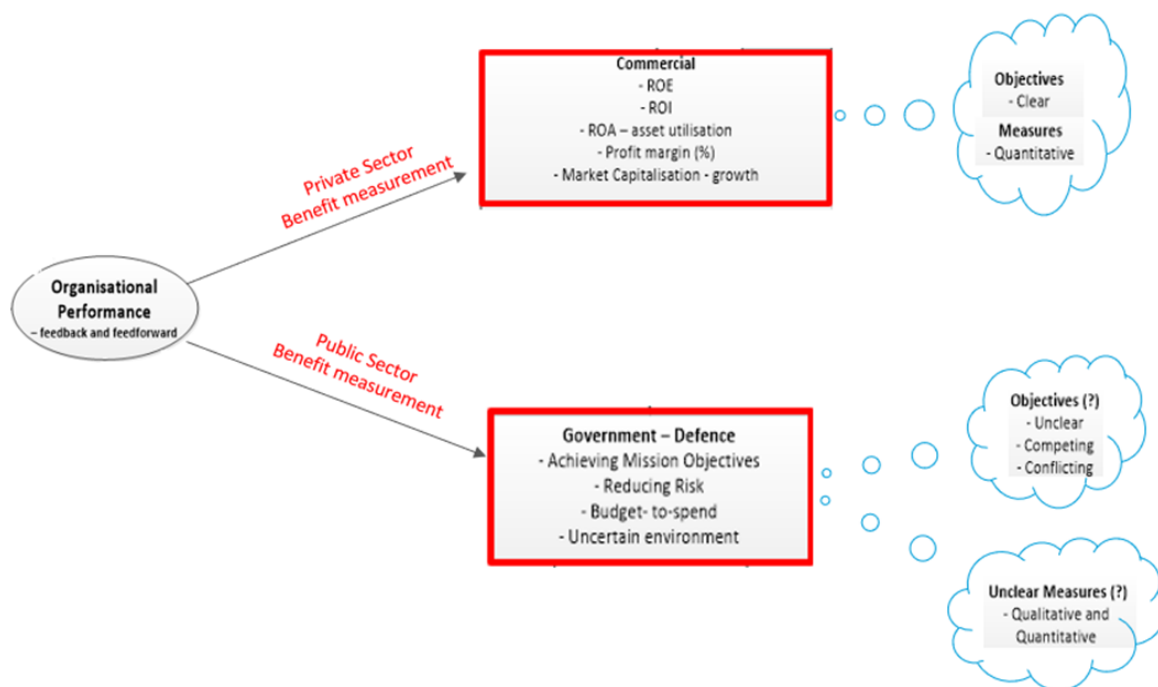 Commercial
- ROE
- ROI
- ROA – asset utilisation
- Profit margin (%)
- Market Capitalisation - growth
Objectives
- Clear
Measures
- Quantitative
Private Sector
Benefit measurement
Organisational
Performance
– feedback and feedforward
Public Sector
Benefit measurement
Government – Defence
- Achieving Mission Objectives
- Reducing Risk
- Budget- to-spend
- Uncertain environment
Objectives (?)
- Unclear
- Competing
- Conflicting
Unclear Measures (?)
- Qualitative and
Quantitative